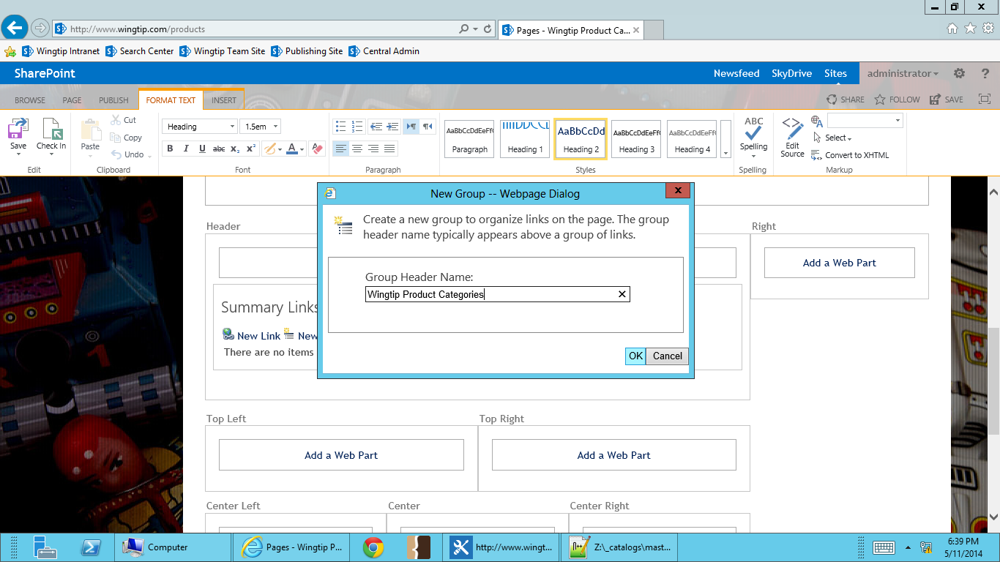 http://www.wingtip.com/products
Pages - Wingtip Product Ca...
Wingtip Intranet
Search Center
Wingtip Team Site
Publishing Site
Central Admin
SharePoint
Newsfeed
SkyDrive
Sites
administrator
BROWSE
PAGE
PUBLISH
FORMAT TEXT
INSERT
SHARE
FOLLOW
SAVE
Save
Check In
Edit
Paste
Cut
Copy
Undo
Clipboard
Heading
1.5em
B I U abc x₂ x²
A
Font
Paragraph
AaBbCcDdEeFf
Paragraph
Heading 1
AaBbCcDd
Heading 2
AaBbCcDdEeFf
Heading 3
AaBbCcDdEeFf
Heading 4
Styles
ABC
Spelling
Spelling
Edit
Source
Select
Convert to XHTML
Markup
New Group -- Webpage Dialog
Create a new group to organize links on the page. The group
header name typically appears above a group of links.
Group Header Name:
Wingtip Product Categories
OK
Cancel
Header
Right
Add a Web Part
Summary Links
New Link
New
There are no items
Top Left
Top Right
Add a Web Part
Add a Web Part
Center Left
Center
Center Right
Computer
Pages - Wingtip P...
http://www.wingt...
Z:\_catalogs\mast...
6:39 PM
5/11/2014